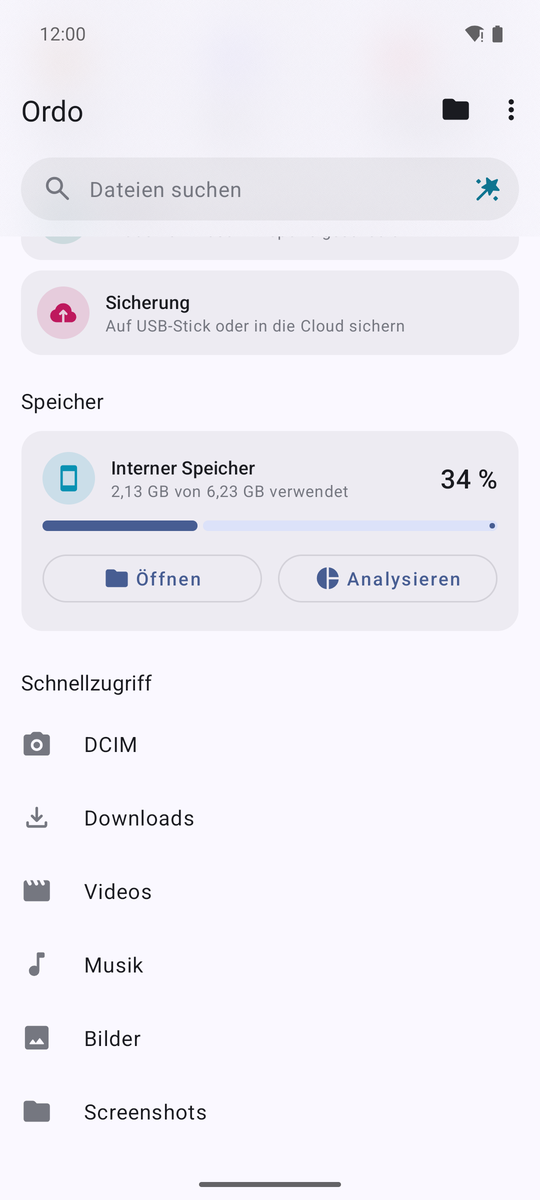 12:00
Ordo
Dateien suchen
Sicherung
Auf USB-Stick oder in die Cloud sichern
Speicher
Interner Speicher
2,13 GB von 6,23 GB verwendet
34 %
Öffnen
Analysieren
Schnellzugriff
DCIM
Downloads
Videos
Musik
Bilder
Screenshots